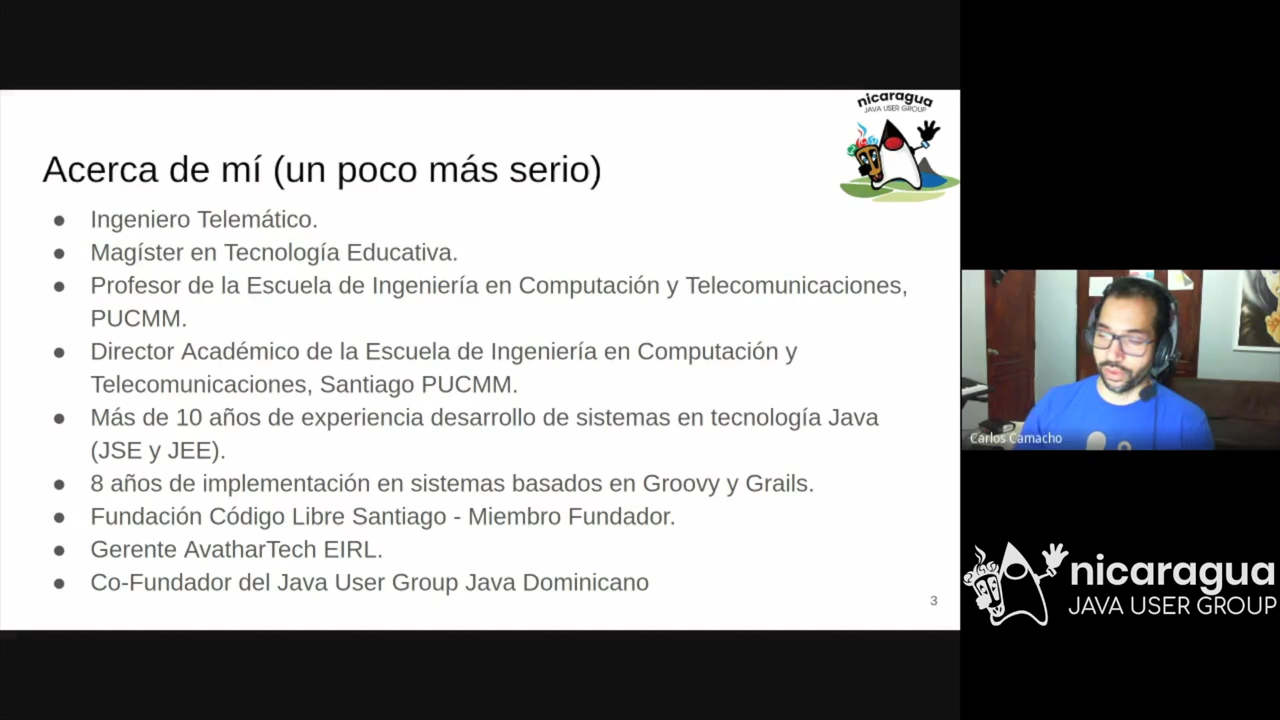 nicaragua
JAVA USER GROUP
Acerca de mí (un poco más serio)
● Ingeniero Telemático.
● Magíster en Tecnología Educativa.
● Profesor de la Escuela de Ingeniería en Computación y Telecomunicaciones,
PUCMM.
● Director Académico de la Escuela de Ingeniería en Computación y
Telecomunicaciones, Santiago PUCMM.
● Más de 10 años de experiencia desarrollo de sistemas en tecnología Java
(JSE y JEE).
● 8 años de implementación en sistemas basados en Groovy y Grails.
● Fundación Código Libre Santiago - Miembro Fundador.
● Gerente AvatharTech EIRL.
● Co-Fundador del Java User Group Java Dominicano
3
Carlos Camacho
nicaragua
JAVA USER GROUP